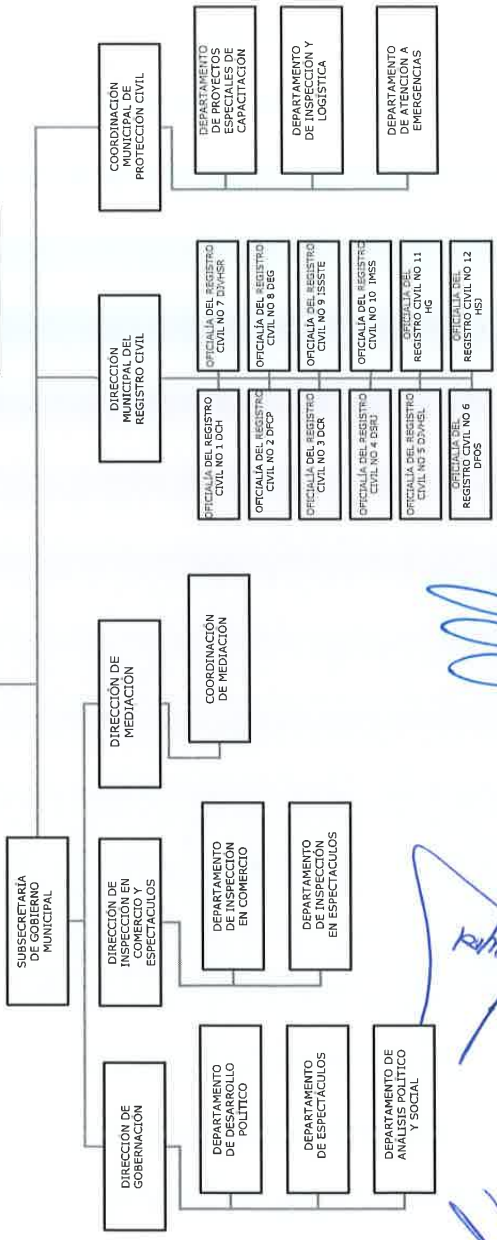 SUBSECRETARÍA
DE GOBIERNO
MUNICIPAL
DIRECCIÓN DE
GOBERNACIÓN
DEPARTAMENTO
DE DESARROLLO
POLÍTICO
DEPARTAMENTO
DE ESPECTÁCULOS
DEPARTAMENTO DE
ANÁLISIS POLÍTICO
Y SOCIAL
DIRECCIÓN DE
INSPECCION EN
COMERCIO Y
ESPECTACULOS
DEPARTAMENTO
DE INSPECCIÓN
EN COMERCIO
DEPARTAMENTO
DE INSPECCIÓN
EN ESPECTACULOS
DIRECCIÓN DE
MEDIACIÓN
COORDINACIÓN
DE MEDIACIÓN
DIRECCIÓN
MUNICIPAL DEL
REGISTRO CIVIL
OFICIALÍA DEL REGISTRO
CIVIL NO 1 DCH
OFICIALÍA DEL REGISTRO
CIVIL NO 2 DFCP
OFICIALÍA DEL REGISTRO
CIVIL NO 3 DCR
OFICIALÍA DEL REGISTRO
CIVIL NO 4 DSRJ
OFICIALÍA DEL REGISTRO
CIVIL NO 5 DJVHSL
OFICIALÍA DEL
REGISTRO CIVIL NO 6
DFOS
OFICIALÍA DEL REGISTRO
CIVIL NO 7 DJVHSR
OFICIALÍA DEL REGISTRO
CIVIL NO 8 DEG
OFICIALÍA DEL REGISTRO
CIVIL NO 9 ISSSTE
OFICIALÍA DEL REGISTRO
CIVIL NO 10 IMSS
OFICIALÍA DEL
REGISTRO CIVIL NO 11
HG
OFICIALÍA DEL
REGISTRO CIVIL NO 12
HSJ
COORDINACIÓN
MUNICIPAL DE
PROTECCIÓN CIVIL
DEPARTAMENTO
DE PROYECTOS
ESPECIALES DE
CAPACITACIÓN
DEPARTAMENTO
DE INSPECCIÓN Y
LOGÍSTICA
DEPARTAMENTO
DE ATENCIÓN A
EMERGENCIAS